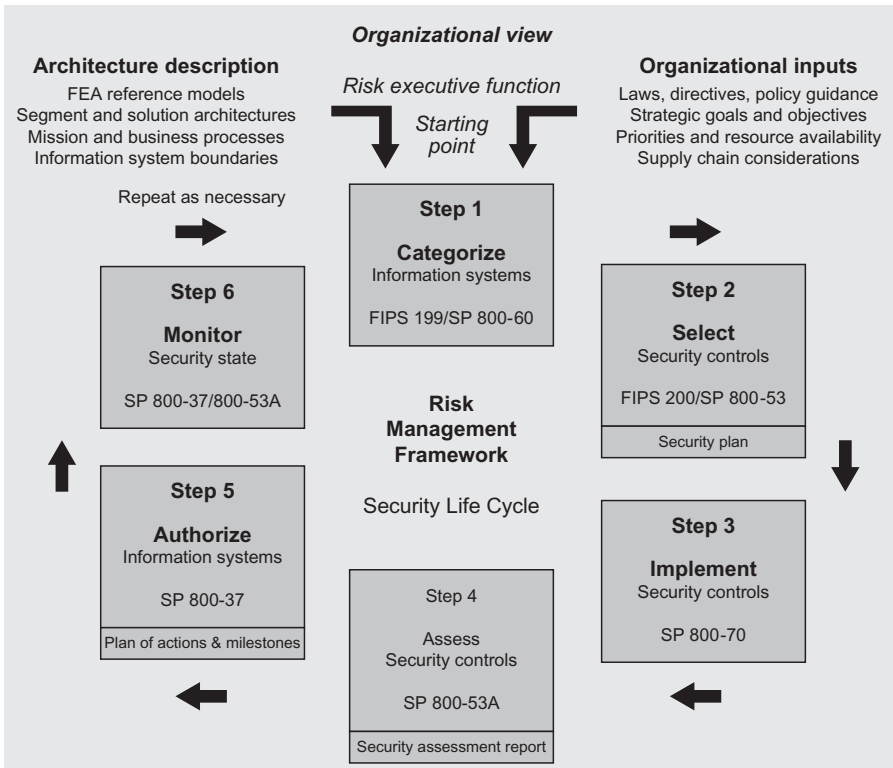 Organizational view
Architecture description
FEA reference models
Segment and solution architectures
Mission and business processes
Information system boundaries
Risk executive function
Starting
point
Organizational inputs
Laws, directives, policy guidance
Strategic goals and objectives
Priorities and resource availability
Supply chain considerations
Repeat as necessary
Step 1
Categorize
Information systems
FIPS 199/SP 800-60
Step 2
Select
Security controls
FIPS 200/SP 800-53
Security plan
Step 3
Implement
Security controls
SP 800-70
Step 4
Assess
Security controls
SP 800-53A
Security assessment report
Step 5
Authorize
Information systems
SP 800-37
Plan of actions & milestones
Step 6
Monitor
Security state
SP 800-37/800-53A
Risk
Management
Framework
Security Life Cycle